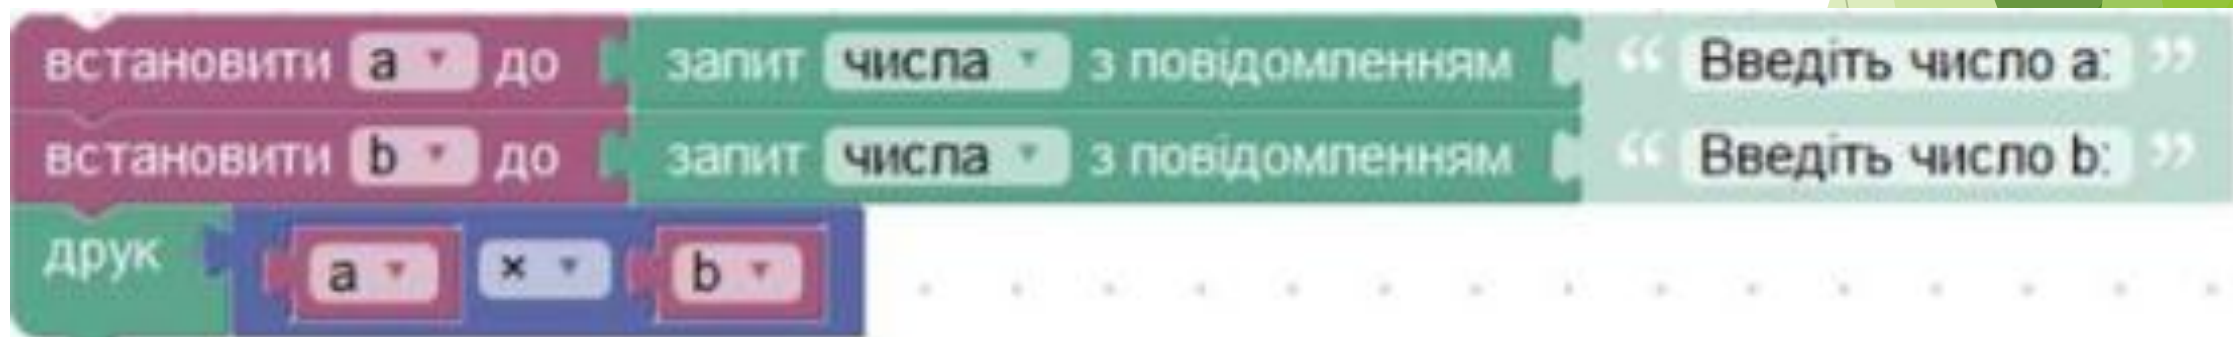 встановити a до запит числа з повідомленням “ Введіть число a: ”
встановити b до запит числа з повідомленням “ Введіть число b: ”
друк a × b